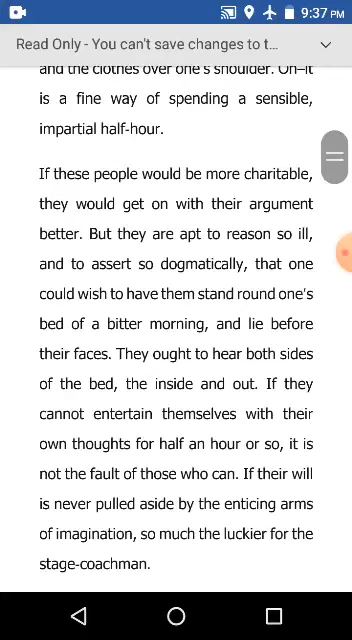 9:37 PM
Read Only - You can't save changes to t...
and the clothes over one's shoulder. Oh–it
is a fine way of spending a sensible,
impartial half-hour.
If these people would be more charitable,
they would get on with their argument
better. But they are apt to reason so ill,
and to assert so dogmatically, that one
could wish to have them stand round one's
bed of a bitter morning, and lie before
their faces. They ought to hear both sides
of the bed, the inside and out. If they
cannot entertain themselves with their
own thoughts for half an hour or so, it is
not the fault of those who can. If their will
is never pulled aside by the enticing arms
of imagination, so much the luckier for the
stage-coachman.